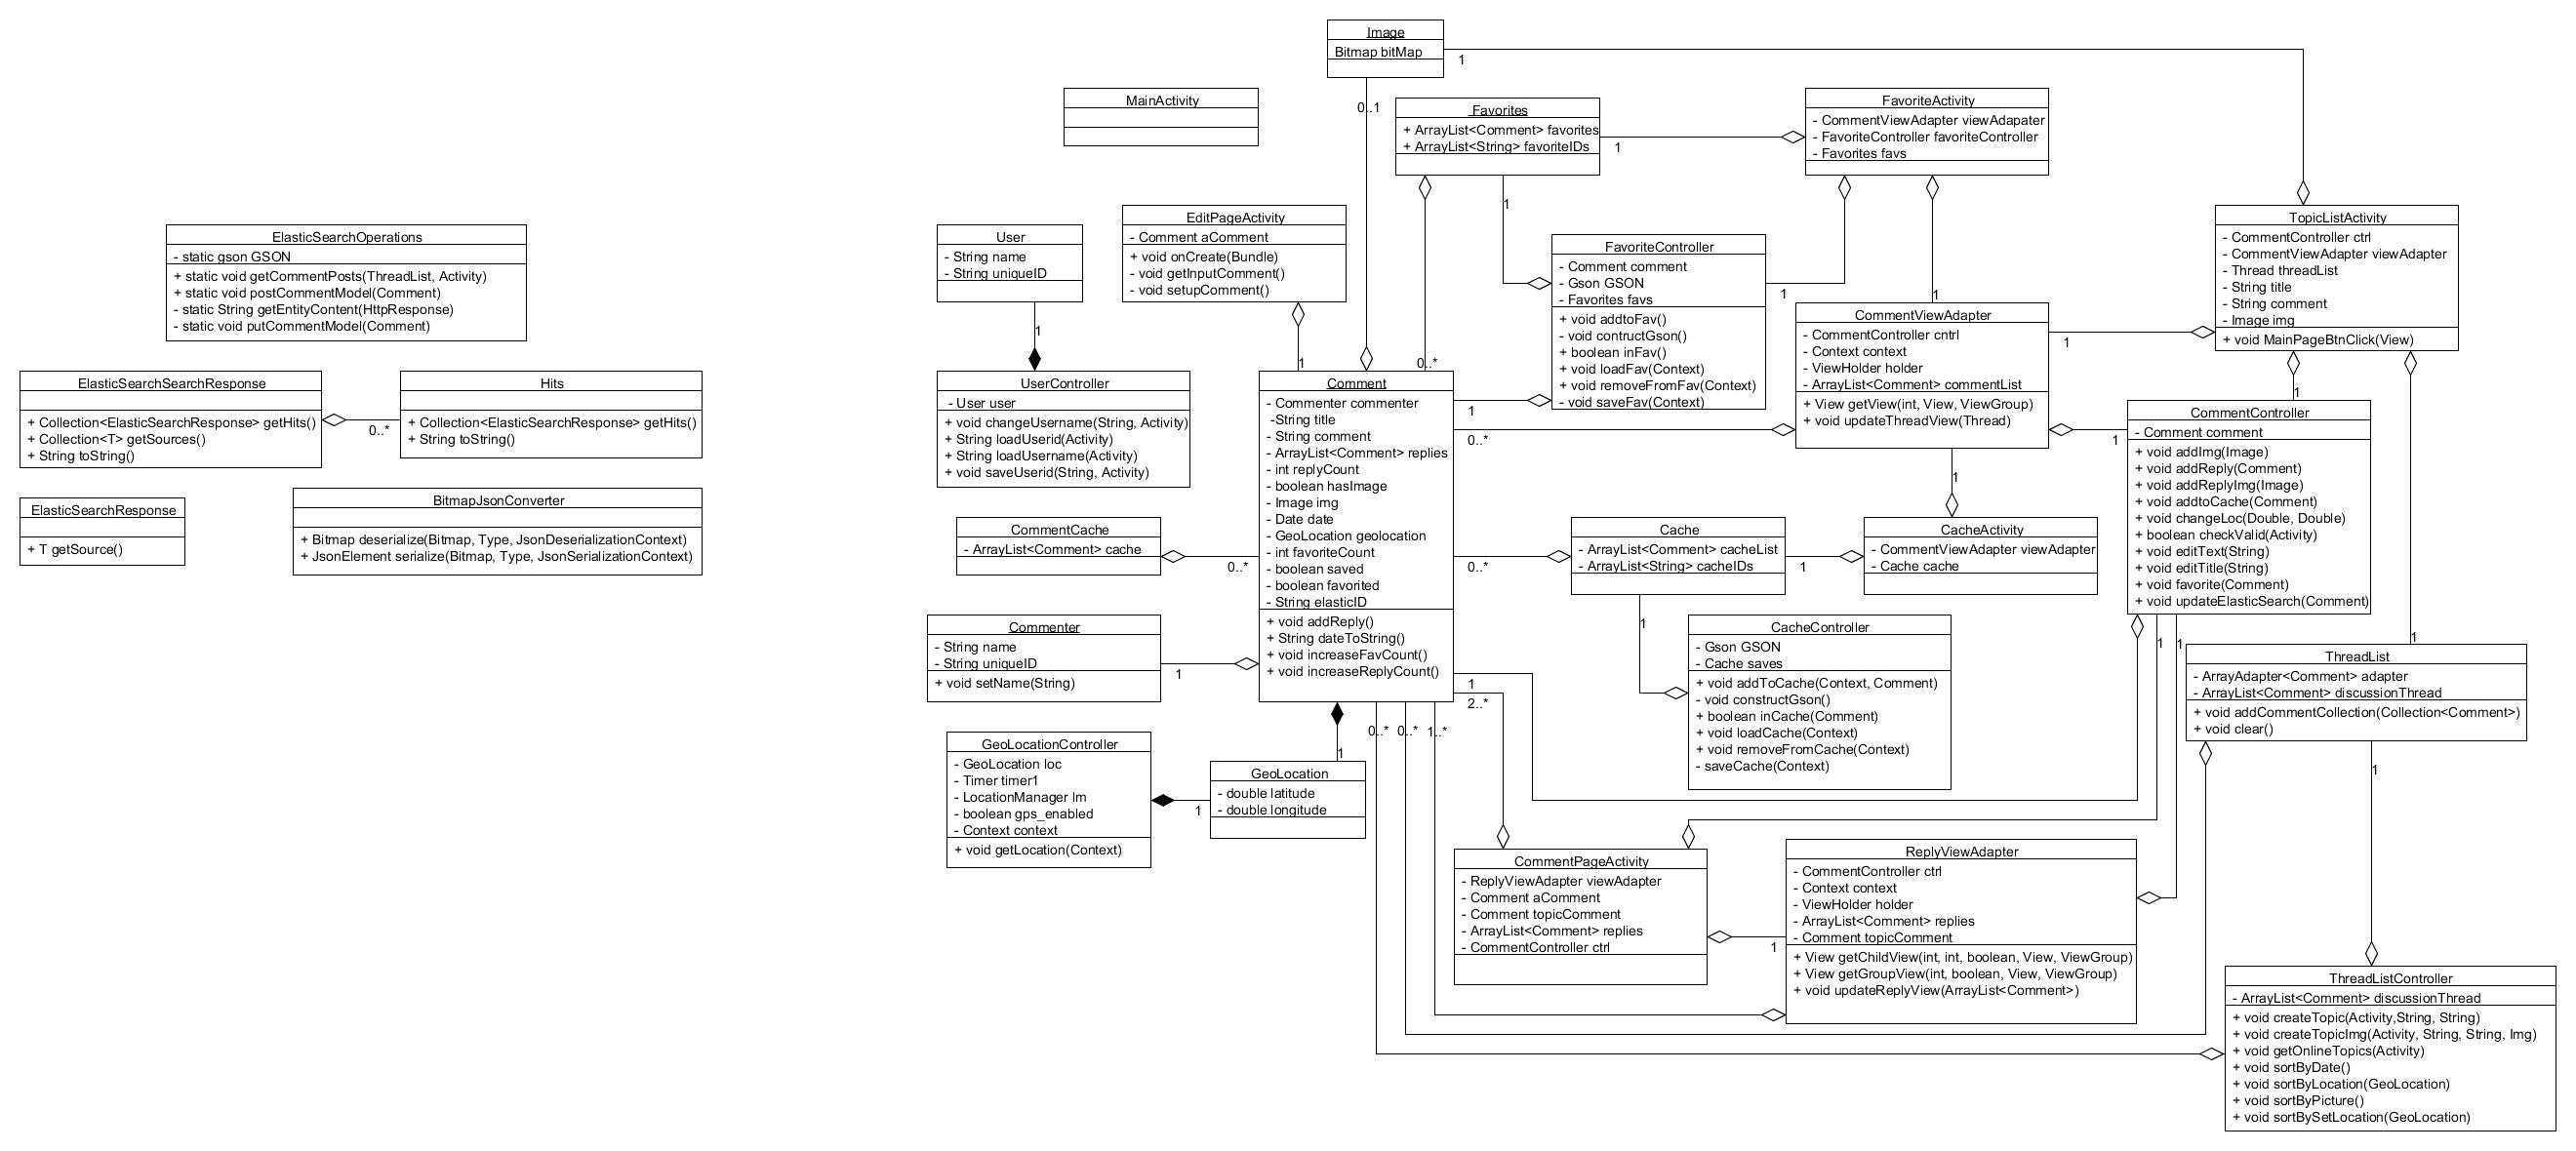 Image
Bitmap bitMap
1
0..1
MainActivity
Favorites
+ ArrayList<Comment> favorites
+ ArrayList<String> favoriteIDs
1
1
0..*
FavoriteActivity
- CommentViewAdapter viewAdapater
- FavoriteController favoriteController
- Favorites favs
1
1
ElasticSearchOperations
- static gson GSON
+ static void getCommentPosts(ThreadList, Activity)
+ static void postCommentModel(Comment)
- static String getEntityContent(HttpResponse)
- static void putCommentModel(Comment)
User
- String name
- String uniqueID
1
EditPageActivity
- Comment aComment
+ void onCreate(Bundle)
- void getInputComment()
- void setupComment()
1
FavoriteController
- Comment comment
- Gson GSON
- Favorites favs
+ void addtoFav()
- void contructGson()
+ boolean inFav()
+ void loadFav(Context)
+ void removeFromFav(Context)
- void saveFav(Context)
TopicListActivity
- CommentController ctrl
- CommentViewAdapter viewAdapter
- Thread threadList
- String title
- String comment
- Image img
+ void MainPageBtnClick(View)
1
1
CommentViewAdapter
- CommentController cntrl
- Context context
- ViewHolder holder
- ArrayList<Comment> commentList
+ View getView(int, View, ViewGroup)
+ void updateThreadView(Thread)
1
1
ElasticSearchSearchResponse
+ Collection<ElasticSearchResponse> getHits()
+ Collection<T> getSources()
+ String toString()
0..*
Hits
+ Collection<ElasticSearchResponse> getHits()
+ String toString()
ElasticSearchResponse
+ T getSource()
BitmapJsonConverter
+ Bitmap deserialize(Bitmap, Type, JsonDeserializationContext)
+ JsonElement serialize(Bitmap, Type, JsonSerializationContext)
UserController
- User user
+ void changeUsername(String, Activity)
+ String loadUserid(Activity)
+ String loadUsername(Activity)
+ void saveUserid(String, Activity)
Comment
- Commenter commenter
-String title
- String comment
- ArrayList<Comment> replies
- int replyCount
- boolean hasImage
- Image img
- Date date
- GeoLocation geolocation
- int favoriteCount
- boolean saved
- boolean favorited
- String elasticID
+ void addReply()
+ String dateToString()
+ void increaseFavCount()
+ void increaseReplyCount()
1
0..*
0..*
1
2..*
0..*
0..*
1..*
CommentController
- Comment comment
+ void addImg(Image)
+ void addReply(Comment)
+ void addReplyImg(Image)
+ void addtoCache(Comment)
+ void changeLoc(Double, Double)
+ boolean checkValid(Activity)
+ void editText(String)
+ void editTitle(String)
+ void favorite(Comment)
+ void updateElasticSearch(Comment)
1
1
CommentCache
- ArrayList<Comment> cache
0..*
Cache
- ArrayList<Comment> cacheList
- ArrayList<String> cacheIDs
1
1
CacheActivity
- CommentViewAdapter viewAdapter
- Cache cache
Commenter
- String name
- String uniqueID
+ void setName(String)
1
CacheController
- Gson GSON
- Cache saves
+ void addToCache(Context, Comment)
- void constructGson()
+ boolean inCache(Comment)
+ void loadCache(Context)
+ void removeFromCache(Context)
- saveCache(Context)
1
ThreadList
- ArrayAdapter<Comment> adapter
- ArrayList<Comment> discussionThread
+ void addCommentCollection(Collection<Comment>)
+ void clear()
1
GeoLocationController
- GeoLocation loc
- Timer timer1
- LocationManager lm
- boolean gps_enabled
- Context context
+ void getLocation(Context)
1
1
GeoLocation
- double latitude
- double longitude
CommentPageActivity
- ReplyViewAdapter viewAdapter
- Comment aComment
- Comment topicComment
- ArrayList<Comment> replies
- CommentController ctrl
1
ReplyViewAdapter
- CommentController ctrl
- Context context
- ViewHolder holder
- ArrayList<Comment> replies
- Comment topicComment
+ View getChildView(int, int, boolean, View, ViewGroup)
+ View getGroupView(int, boolean, View, ViewGroup)
+ void updateReplyView(ArrayList<Comment>)
ThreadListController
- ArrayList<Comment> discussionThread
+ void createTopic(Activity,String, String)
+ void createTopicImg(Activity, String, String, Img)
+ void getOnlineTopics(Activity)
+ void sortByDate()
+ void sortByLocation(GeoLocation)
+ void sortByPicture()
+ void sortBySetLocation(GeoLocation)